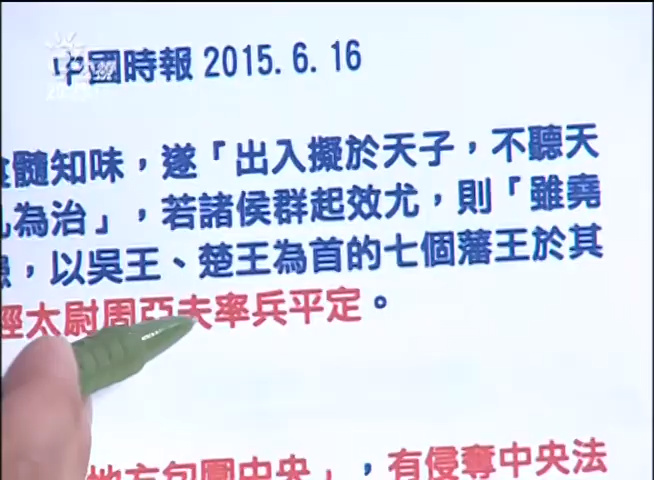 中國時報 2015.6.16
髓知味，遂「出入擬於天子，不聽天
為治」，若諸侯群起效尤，則「雖堯
，以吳王、楚王為首的七個藩王於其
經太尉周亞夫率兵平定。
地方包圍中央」，有侵奪中央法